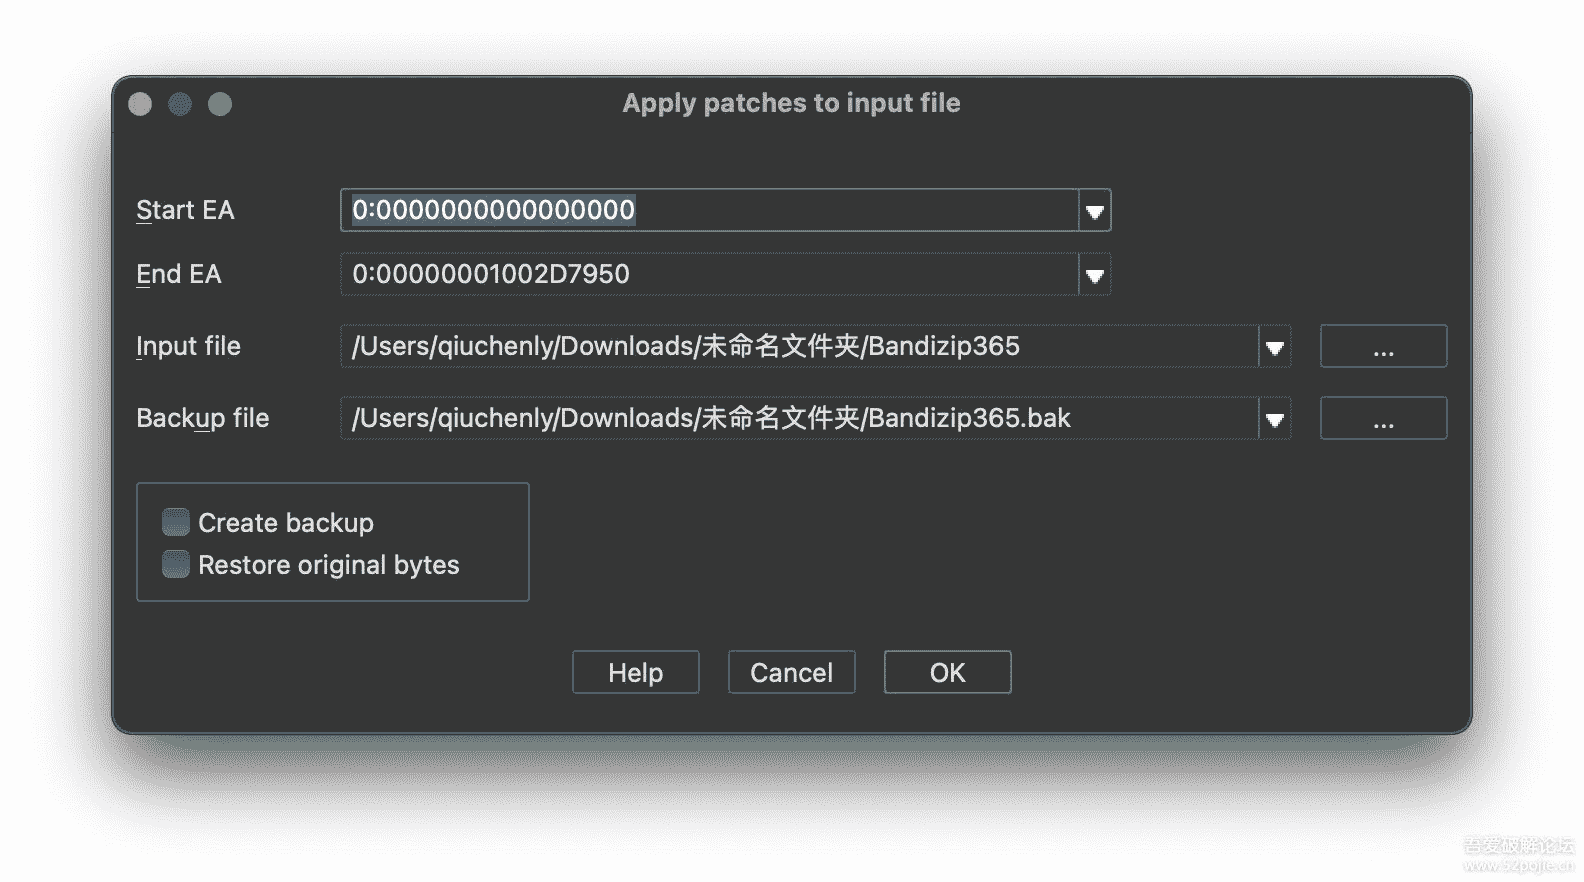 Apply patches to input file
Start EA
0:0000000000000000
End EA
0:00000001002D7950
Input file
/Users/qiuchenly/Downloads/未命名文件夹/Bandizip365
...
Backup file
/Users/qiuchenly/Downloads/未命名文件夹/Bandizip365.bak
...
Create backup
Restore original bytes
Help
Cancel
OK
吾爱破解论坛
www.52pojie.cn